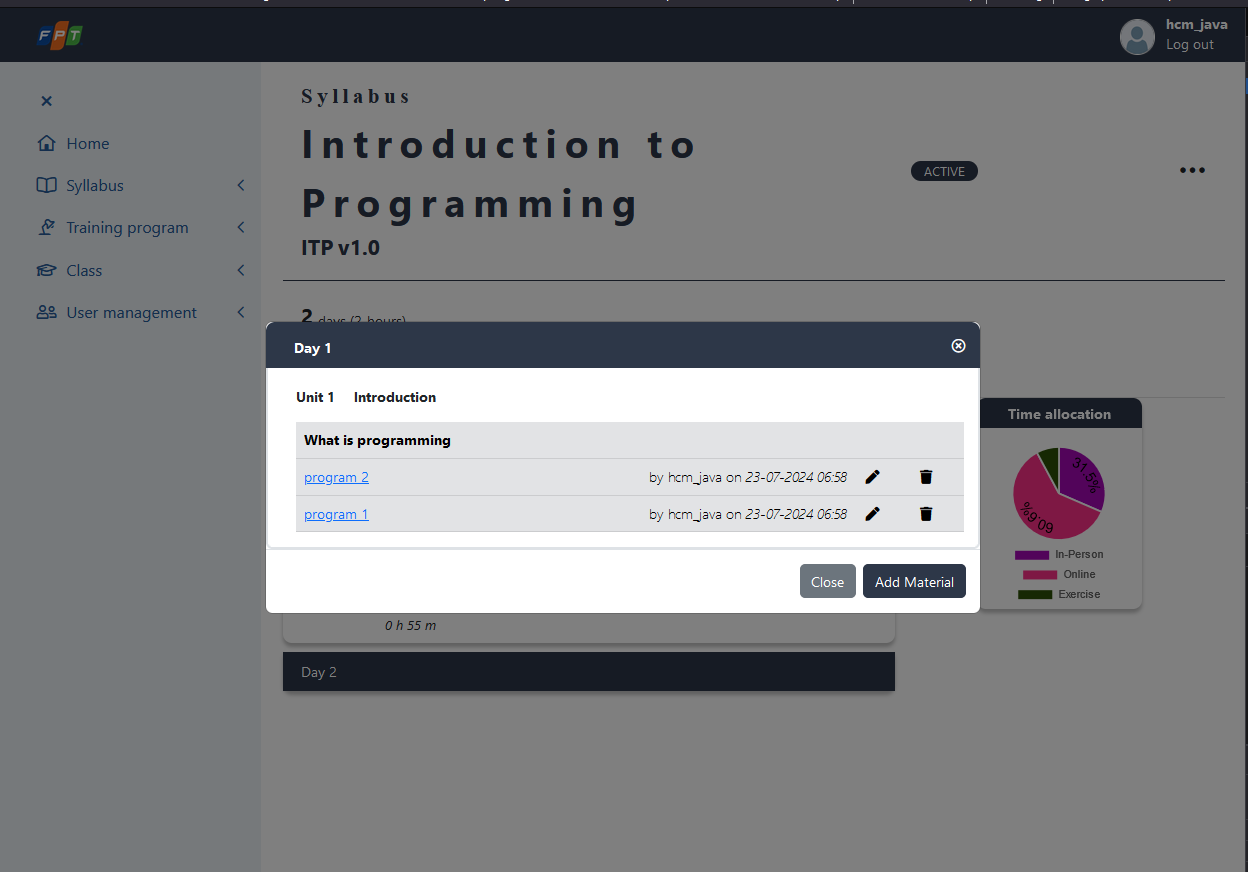 FPT
hcm_java
Log out
Home
Syllabus
Training program
Class
User management
Syllabus
Introduction to
Programming
ITP v1.0
ACTIVE
2 days (2 hours)
Day 1
Unit 1 Introduction
What is programming
program 2 by hcm_java on 23-07-2024 06:58
program 1 by hcm_java on 23-07-2024 06:58
Close Add Material
Time allocation
31.5%
60.6%
In-Person
Online
Exercise
0 h 55 m
Day 2